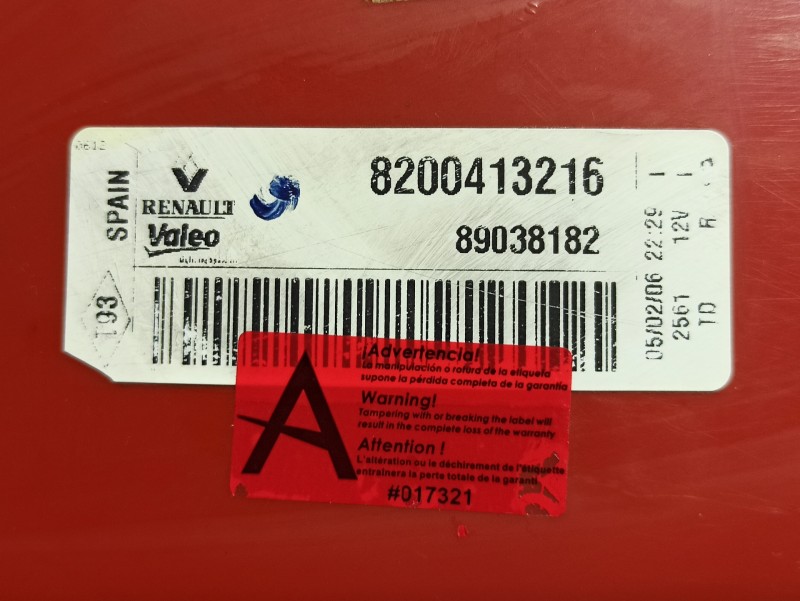 SPAIN
RENAULT
Valeo
8200413216
89038182
193
05/02/06 22:29
2561 12V
TD R
¡Advertencia!
La manipulación o rotura de la etiqueta
supone la pérdida completa de la garantía
Warning!
Tampering with or breaking the label will
result in the complete loss of the warranty
Attention !
L'altération ou le déchirement de l'étiquette
entraînera la perte totale de la garanti
#017321